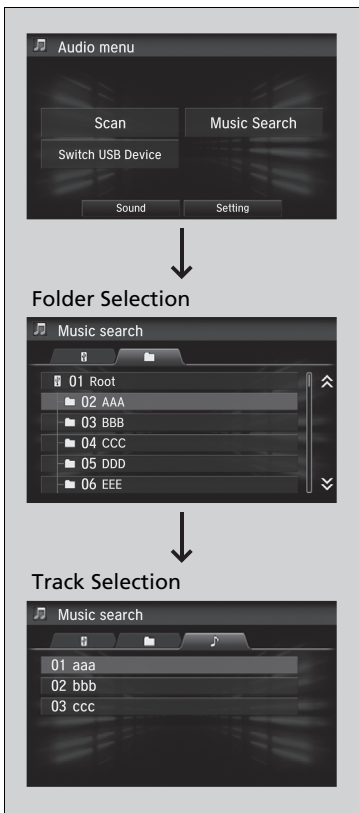 Audio menu
Scan Music Search
Switch USB Device
Sound Setting
Folder Selection
Music search
01 Root
02 AAA
03 BBB
04 CCC
05 DDD
06 EEE
Track Selection
Music search
01 aaa
02 bbb
03 ccc